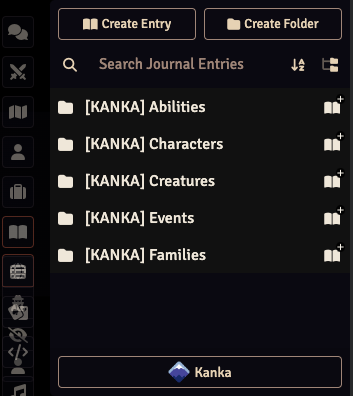 Create Entry
Create Folder
Search Journal Entries
[KANKA] Abilities
[KANKA] Characters
[KANKA] Creatures
[KANKA] Events
[KANKA] Families
Kanka